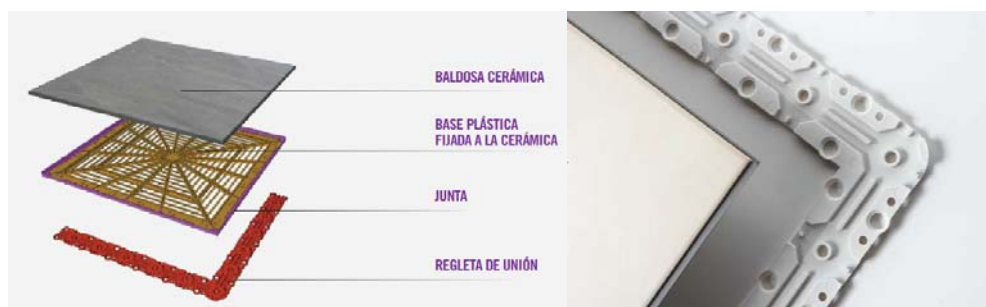 BALDOSA CERÁMICA
BASE PLÁSTICA
FIJADA A LA CERÁMICA
JUNTA
REGLETA DE UNIÓN